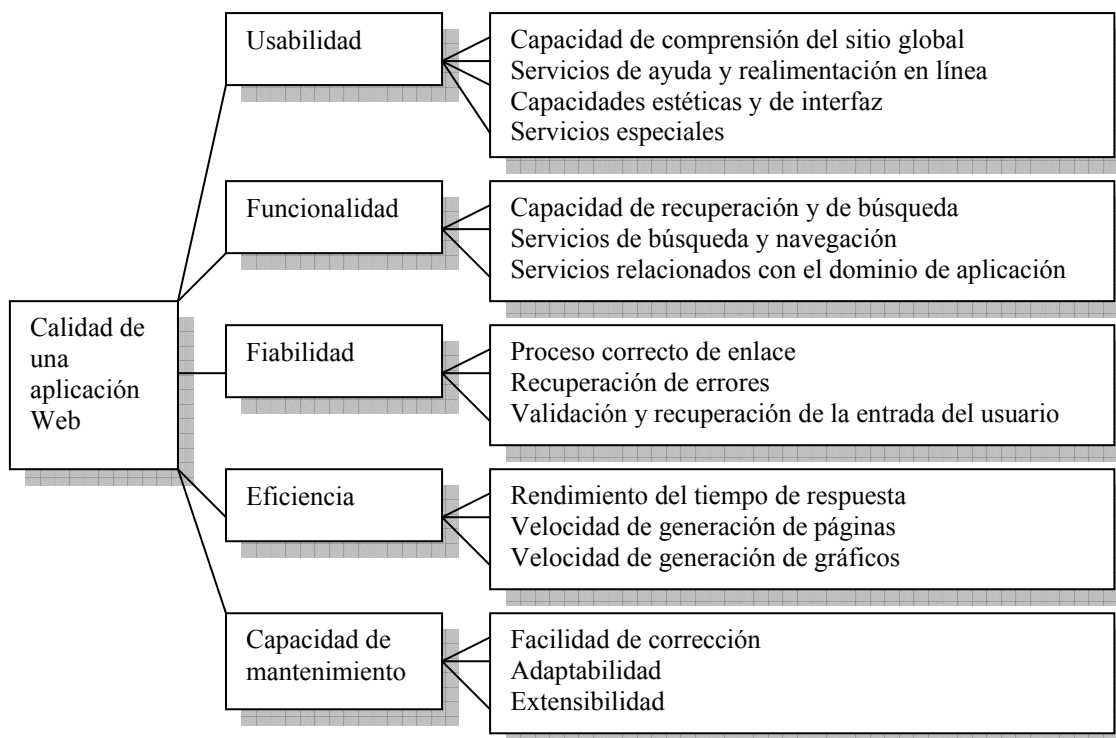 Usabilidad
Capacidad de comprensión del sitio global
Servicios de ayuda y realimentación en línea
Capacidades estéticas y de interfaz
Servicios especiales
Funcionalidad
Capacidad de recuperación y de búsqueda
Servicios de búsqueda y navegación
Servicios relacionados con el dominio de aplicación
Calidad de
una
aplicación
Web
Fiabilidad
Proceso correcto de enlace
Recuperación de errores
Validación y recuperación de la entrada del usuario
Eficiencia
Rendimiento del tiempo de respuesta
Velocidad de generación de páginas
Velocidad de generación de gráficos
Capacidad de
mantenimiento
Facilidad de corrección
Adaptabilidad
Extensibilidad